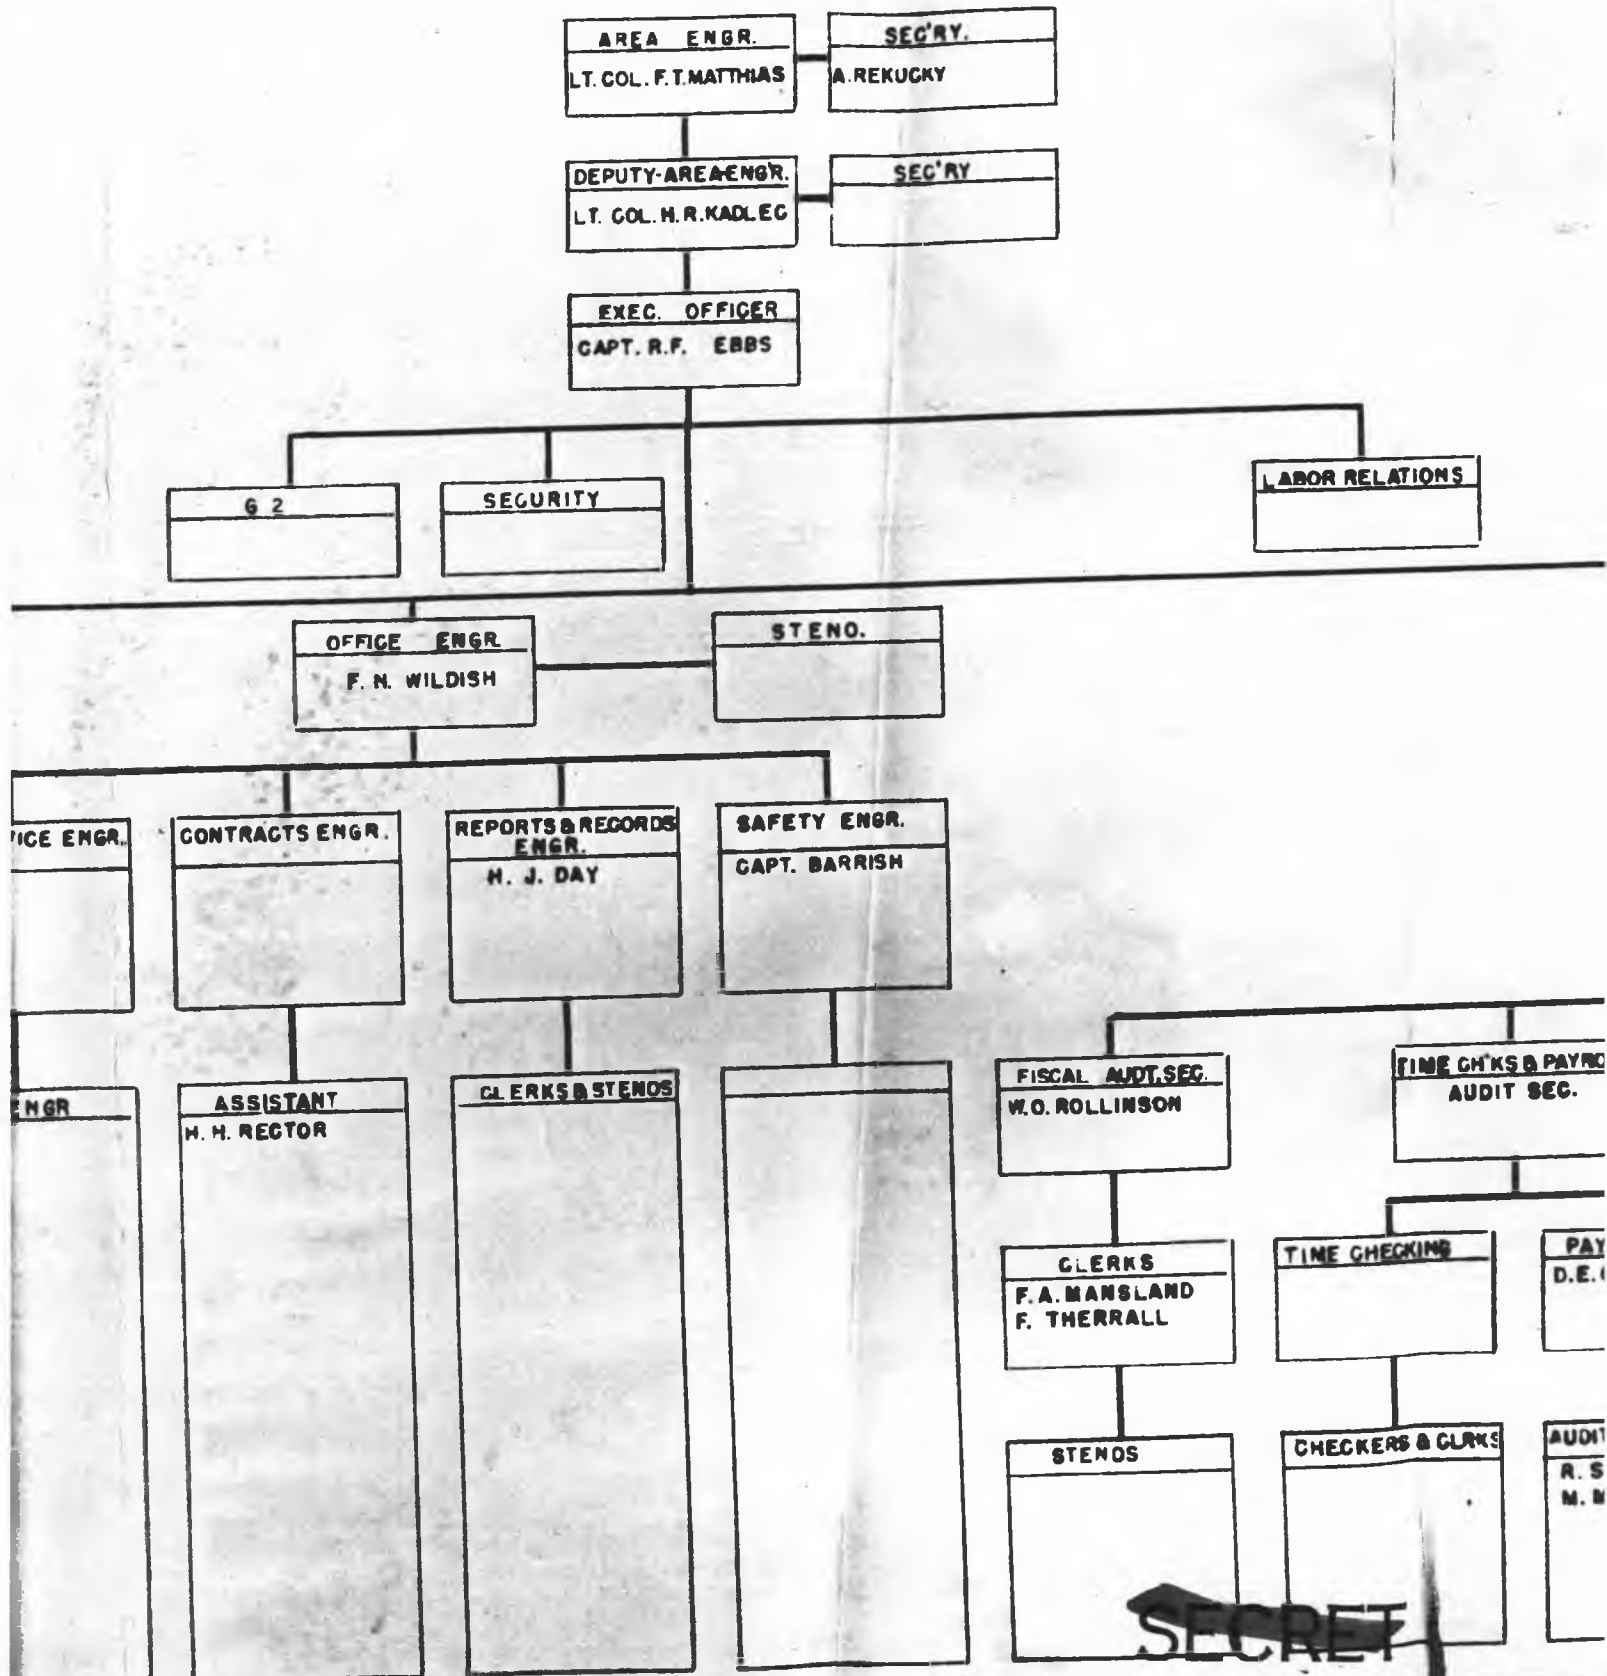 AREA ENGR.
LT. COL. F.T. MATTHIAS
SEC'RY.
A. REKUCKY
DEPUTY-AREA-ENG'R.
LT. COL. H.R. KADLEC
SEC'RY
EXEC. OFFICER
CAPT. R.F. EBBS
G 2
SECURITY
LABOR RELATIONS
OFFICE ENGR.
F. N. WILDISH
STENO.
ICE ENGR.
CONTRACTS ENGR.
REPORTS & RECORDS
ENGR.
H. J. DAY
SAFETY ENGR.
CAPT. BARRISH
ENGR
ASSISTANT
H. H. RECTOR
CLERKS & STENOS
FISCAL AUDT. SEC.
W.O. ROLLINSON
TIME CH'KS & PAYRO
AUDIT SEC.
CLERKS
F. A. MANSLAND
F. THERRALL
TIME CHECKING
PAY
D.E.
STENOS
CHECKERS & CLRKS
AUDIT
R. S
M. M
SECRET